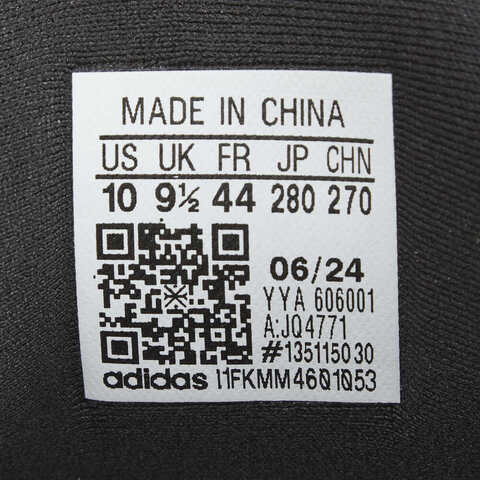 MADE IN CHINA
US UK FR JP CHN
10 9½ 44 280 270
06/24
YYA 606001
A:JQ4771
#135115030
adidas I1FKMM4601053